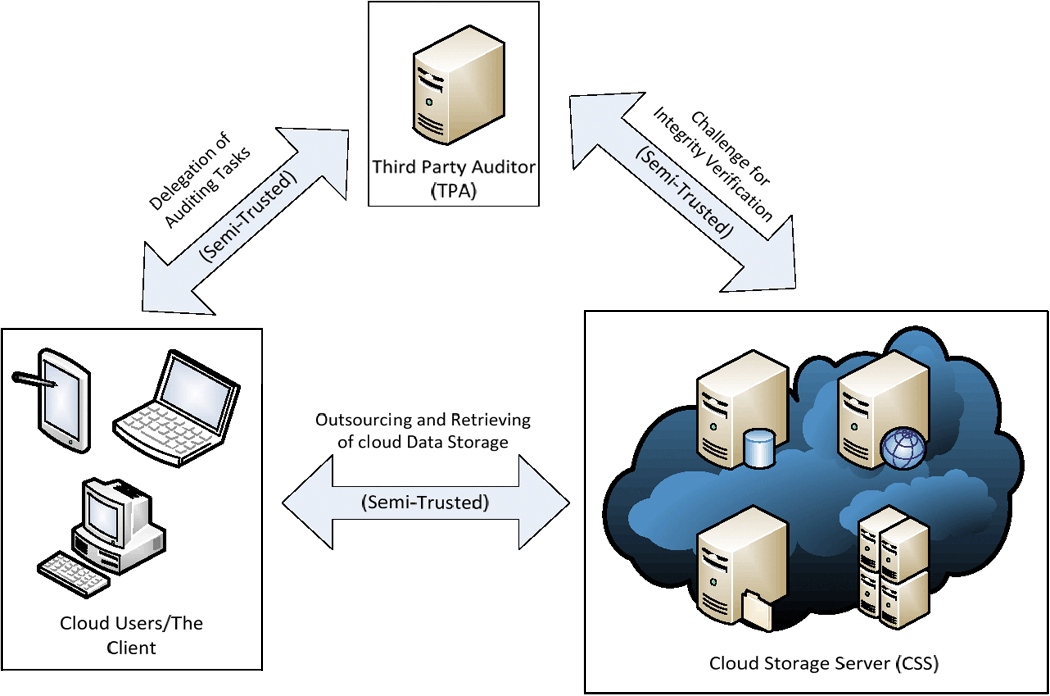 Third Party Auditor
(TPA)
Delegation of
Auditing Tasks
(Semi-Trusted)
Challenge for
Integrity Verification
(Semi-Trusted)
Outsourcing and Retrieving
of cloud Data Storage
(Semi-Trusted)
Cloud Users/The
Client
Cloud Storage Server (CSS)